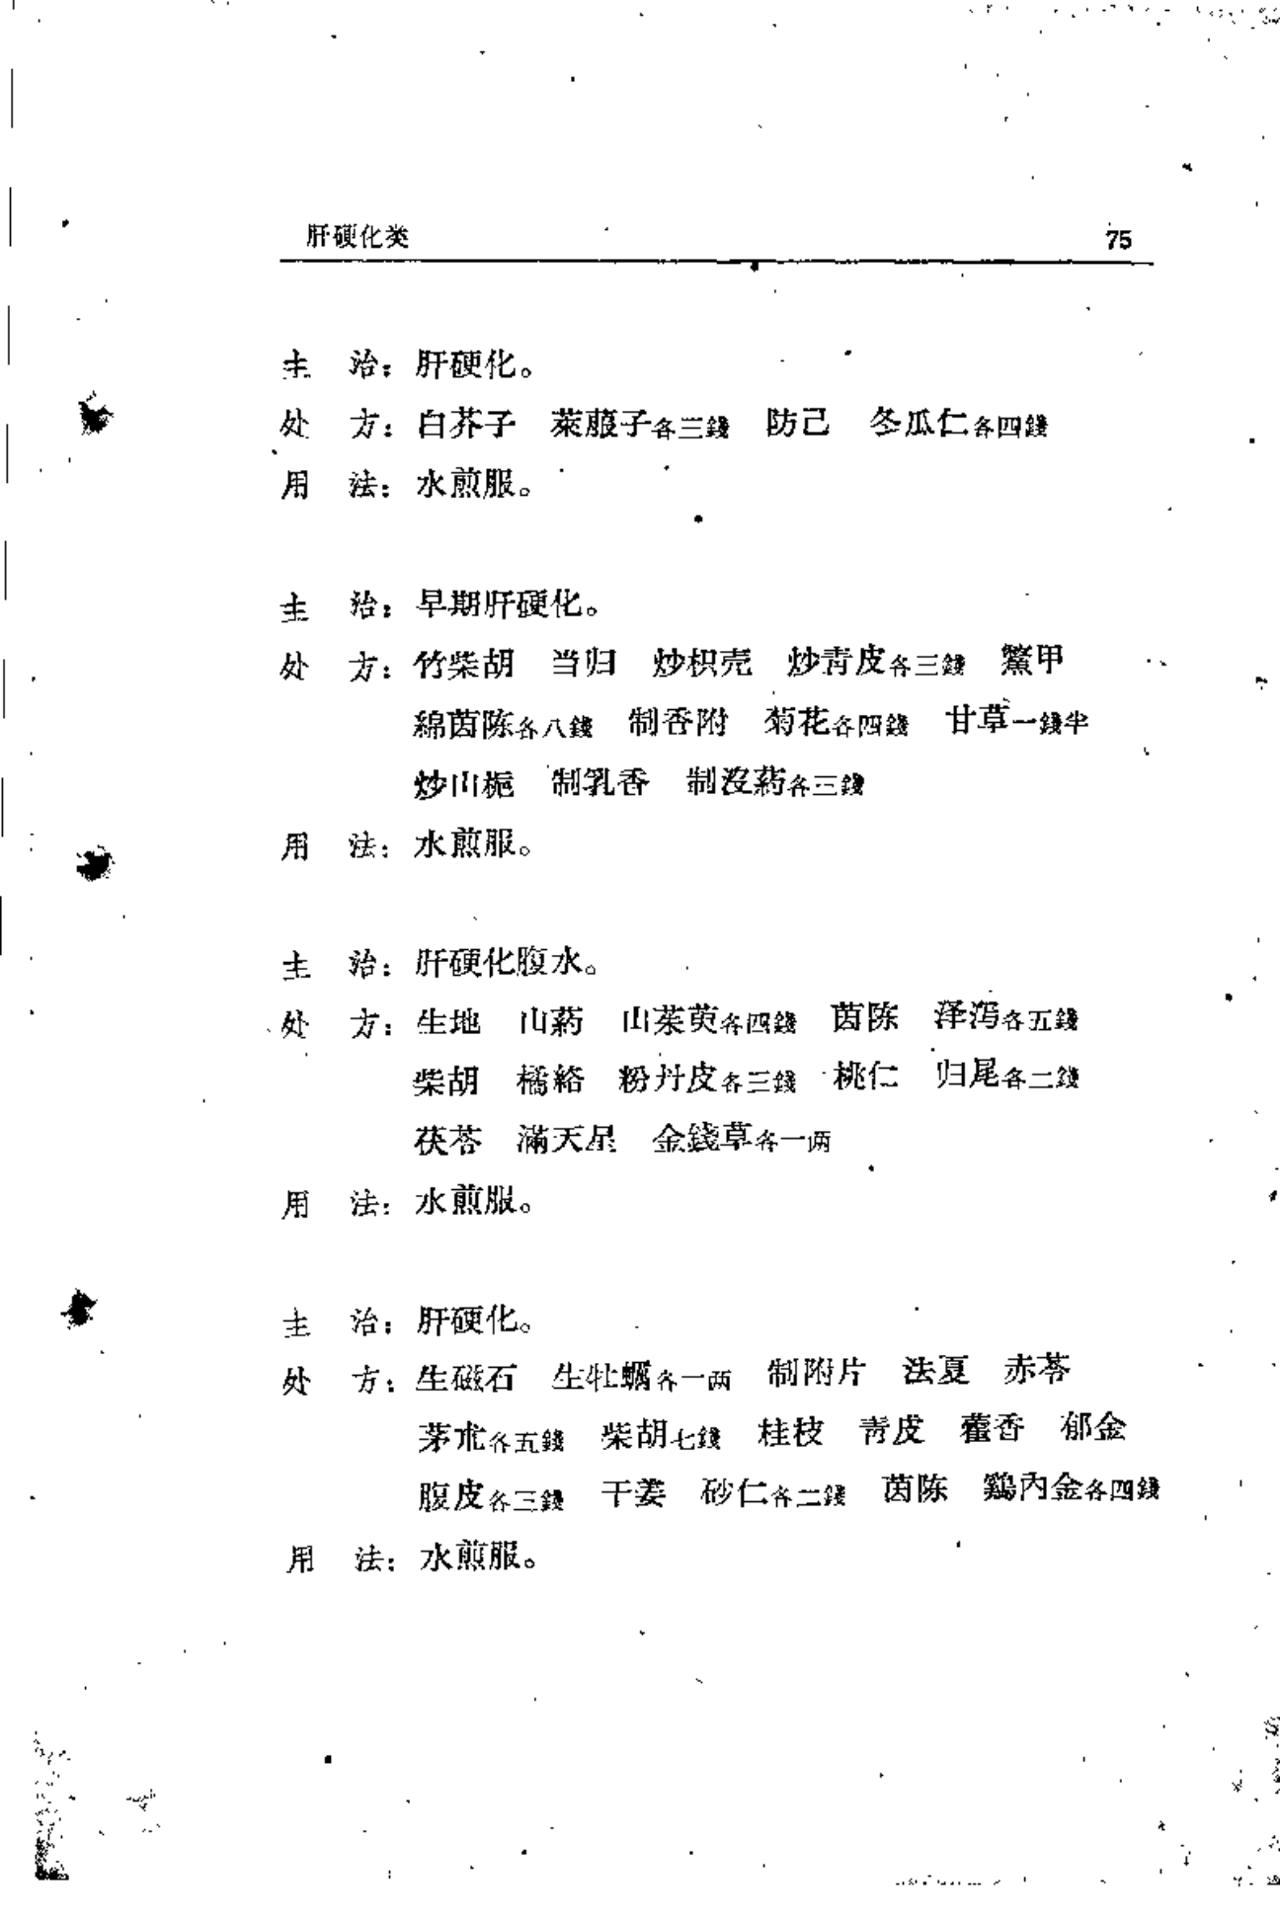 肝硬化类 75
主 治：肝硬化。
处 方：白芥子 萊菔子各三錢 防己 冬瓜仁各四錢
用 法：水煎服。
主 治：早期肝硬化。
处 方：竹柴胡 当归 炒枳壳 炒青皮各三錢 鱉甲
綿茵陈各八錢 制香附 菊花各四錢 甘草一錢半
炒山梔 制乳香 制沒葯各三錢
用 法：水煎服。
主 治：肝硬化腹水。
处 方：生地 山葯 山茱萸各四錢 茵陈 泽泻各五錢
柴胡 橘絡 粉丹皮各三錢 桃仁 归尾各二錢
茯苓 滿天星 金錢草各一两
用 法：水煎服。
主 治：肝硬化。
处 方：生磁石 生牡蠣各一两 制附片 法夏 赤苓
茅朮各五錢 柴胡七錢 桂枝 青皮 藿香 郁金
腹皮各三錢 干姜 砂仁各二錢 茵陈 鷄內金各四錢
用 法：水煎服。